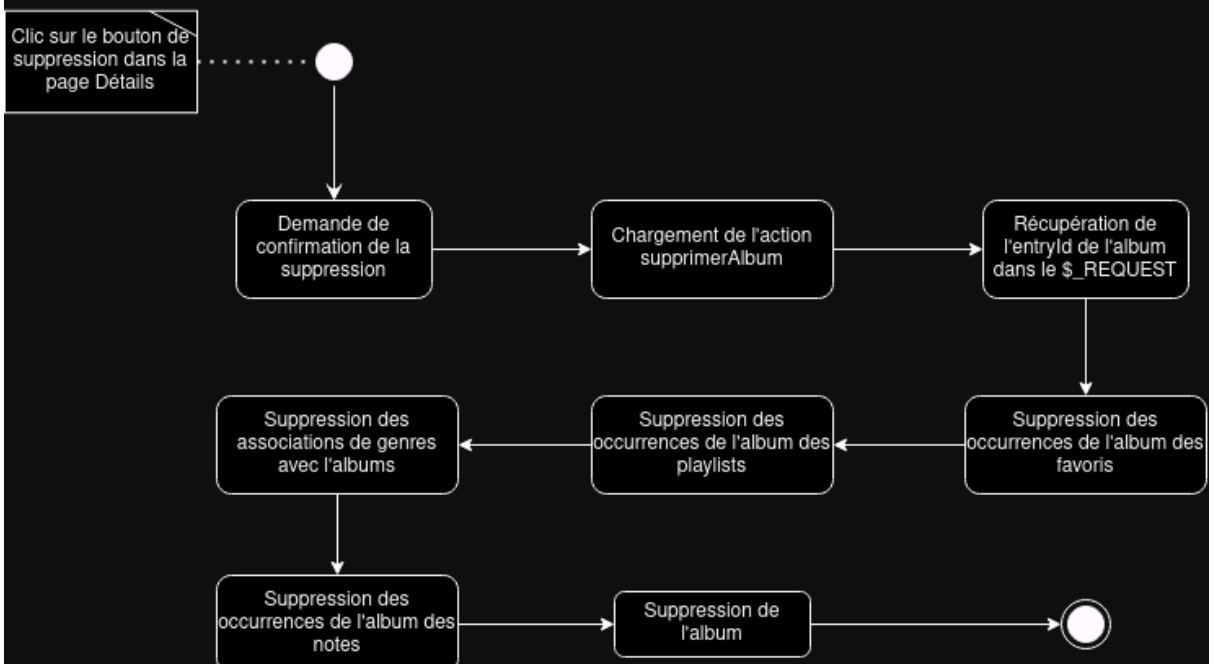 Clic sur le bouton de
suppression dans la
page Détails
Demande de
confirmation de la
suppression
Chargement de l'action
supprimerAlbum
Récupération de
l'entryId de l'album
dans le $_REQUEST
Suppression des
occurrences de l'album des
favoris
Suppression des
occurrences de l'album des
playlists
Suppression des
associations de genres
avec l'albums
Suppression des
occurrences de l'album des
notes
Suppression de
l'album